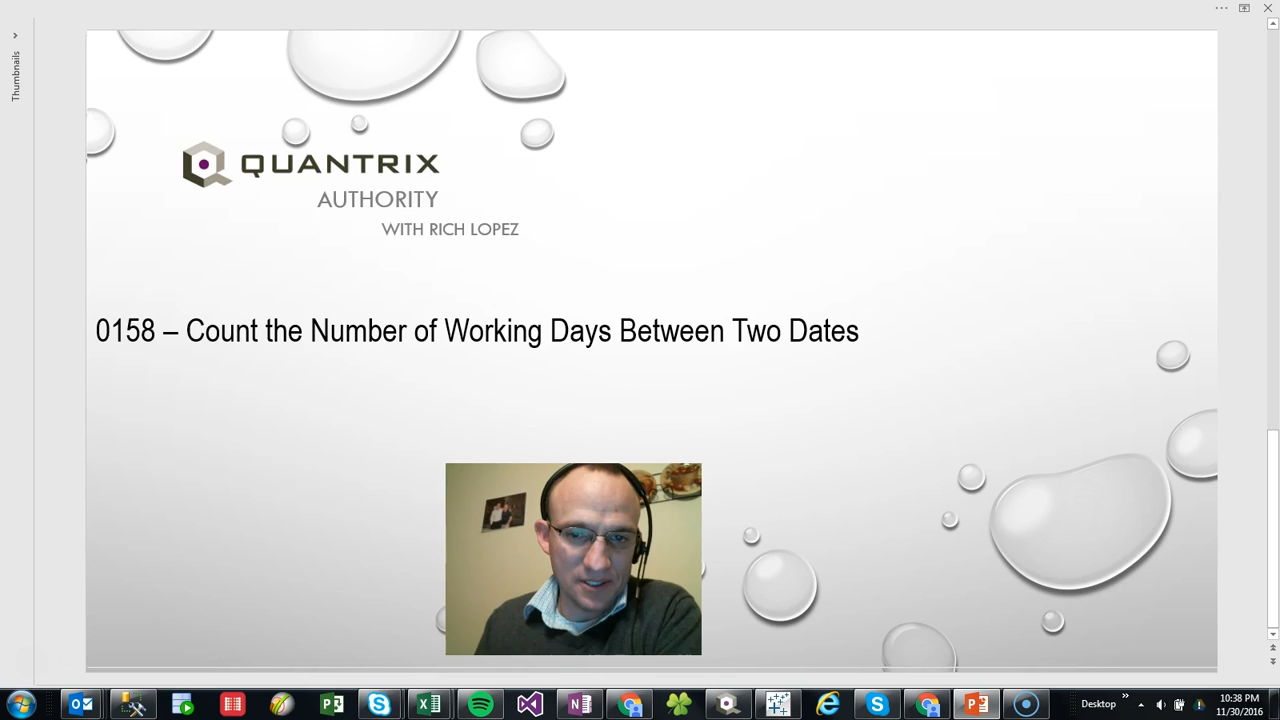 Thumbnails
QUANTRIX
AUTHORITY
WITH RICH LOPEZ
0158 – Count the Number of Working Days Between Two Dates
Desktop
10:38 PM
11/30/2016